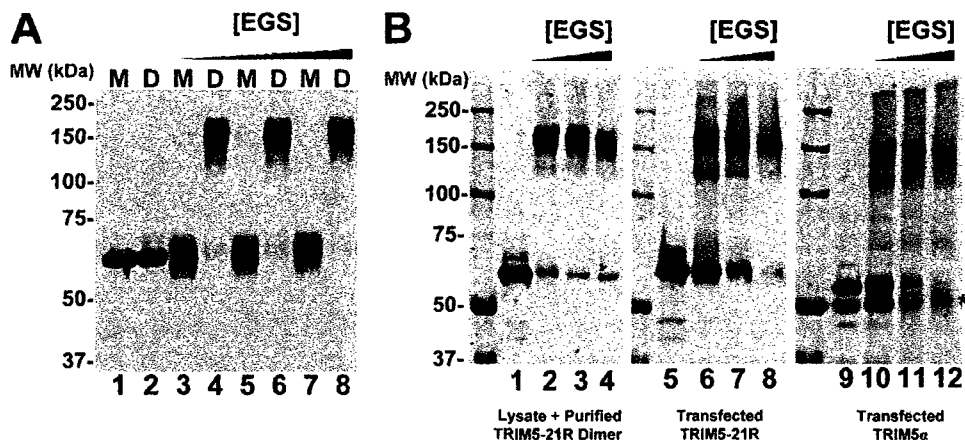 A
[EGS]
MW (kDa)
M D M D M D M D
250-
150-
100-
75-
50-
37-
1 2 3 4 5 6 7 8
B
[EGS] [EGS] [EGS]
MW (kDa)
250-
150-
100-
75-
50-
37-
*
1 2 3 4 5 6 7 8 9 10 11 12
Lysate + Purified Transfected Transfected
TRIM5-21R Dimer TRIM5-21R TRIM5α